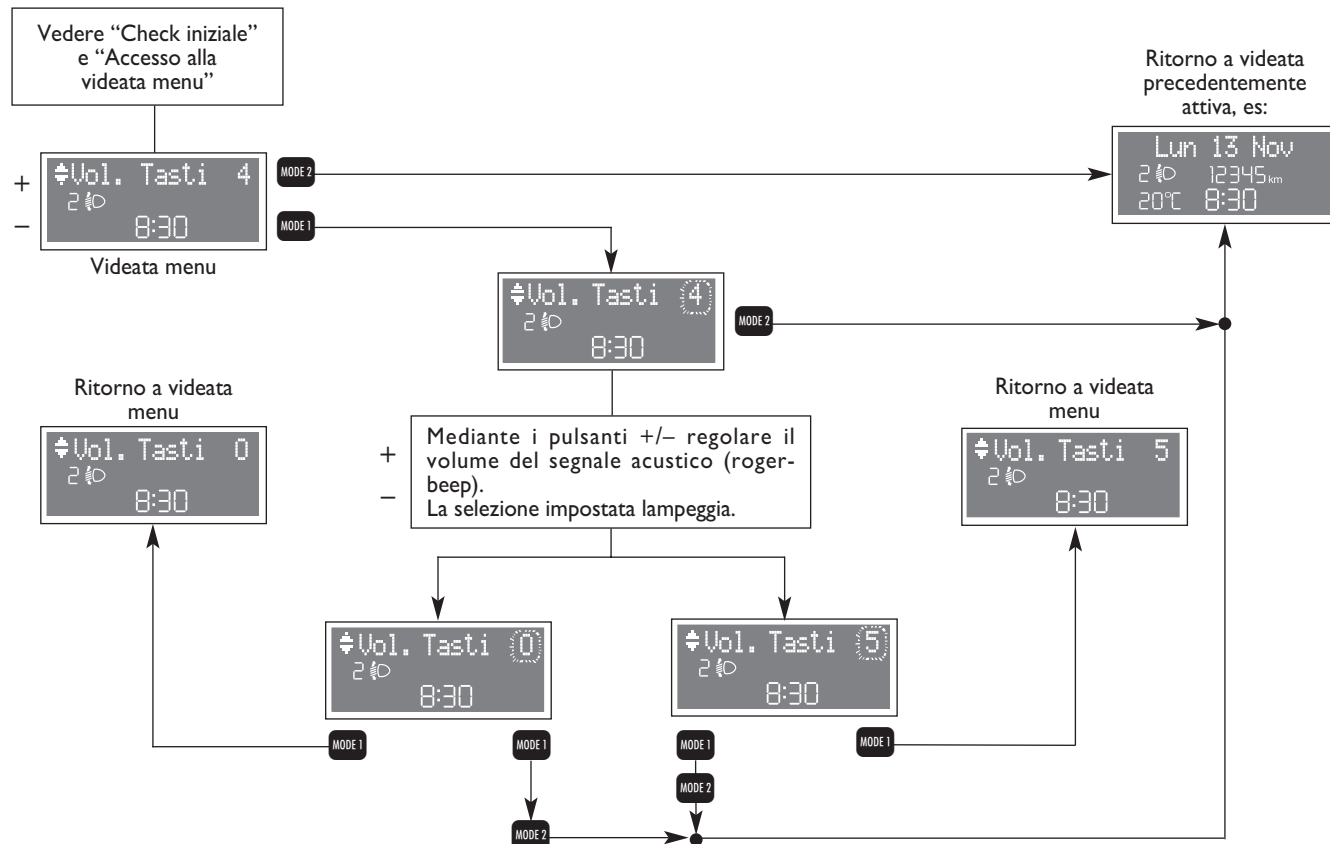 Vedere “Check iniziale”
e “Accesso alla
videata menu”
Ritorno a videata
precedentemente
attiva, es:
+
–
Vol. Tasti 4
2
8:30
MODE 2
MODE 1
Videata menu
Lun 13 Nov
2 12345 km
20°C 8:30
Vol. Tasti 4
2
8:30
MODE 2
Ritorno a videata
menu
Vol. Tasti 0
2
8:30
+
–
Mediante i pulsanti +/– regolare il
volume del segnale acustico (roger-
beep).
La selezione impostata lampeggia.
Ritorno a videata
menu
Vol. Tasti 5
2
8:30
Vol. Tasti 0
2
8:30
Vol. Tasti 5
2
8:30
MODE 1
MODE 1
MODE 1
MODE 1
MODE 2
MODE 2